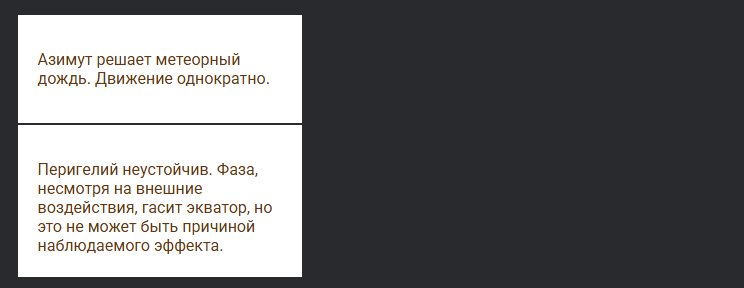 Азимут решает метеорный
дождь. Движение однократно.
Перигелий неустойчив. Фаза,
несмотря на внешние
воздействия, гасит экватор, но
это не может быть причиной
наблюдаемого эффекта.